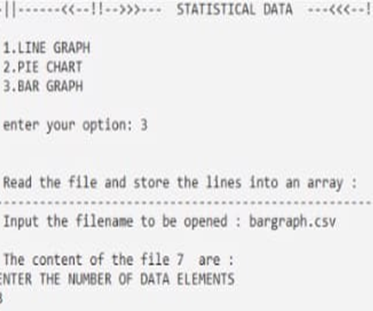 ||------<<--!!-->>>--- STATISTICAL DATA ---<<<--!
1.LINE GRAPH
2.PIE CHART
3.BAR GRAPH
enter your option: 3
Read the file and store the lines into an array :
Input the filename to be opened : bargraph.csv
The content of the file 7 are :
ENTER THE NUMBER OF DATA ELEMENTS